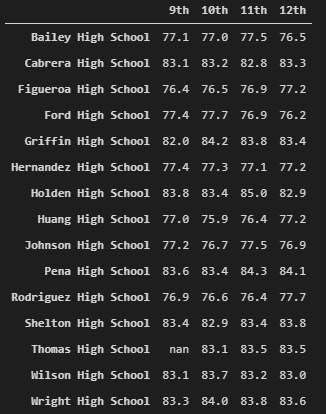 9th 10th 11th 12th
Bailey High School 77.1 77.0 77.5 76.5
Cabrera High School 83.1 83.2 82.8 83.3
Figueroa High School 76.4 76.5 76.9 77.2
Ford High School 77.4 77.7 76.9 76.2
Griffin High School 82.0 84.2 83.8 83.4
Hernandez High School 77.4 77.3 77.1 77.2
Holden High School 83.8 83.4 85.0 82.9
Huang High School 77.0 75.9 76.4 77.2
Johnson High School 77.2 76.7 77.5 76.9
Pena High School 83.6 83.4 84.3 84.1
Rodriguez High School 76.9 76.6 76.4 77.7
Shelton High School 83.4 82.9 83.4 83.8
Thomas High School nan 83.1 83.5 83.5
Wilson High School 83.1 83.7 83.2 83.0
Wright High School 83.3 84.0 83.8 83.6